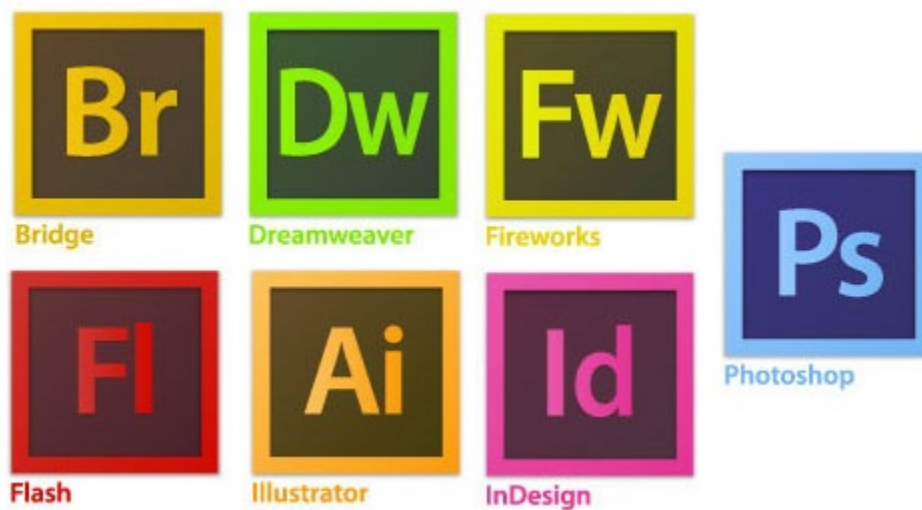 Br
Bridge
Dw
Dreamweaver
Fw
Fireworks
Ps
Photoshop
Fl
Flash
Ai
Illustrator
Id
InDesign